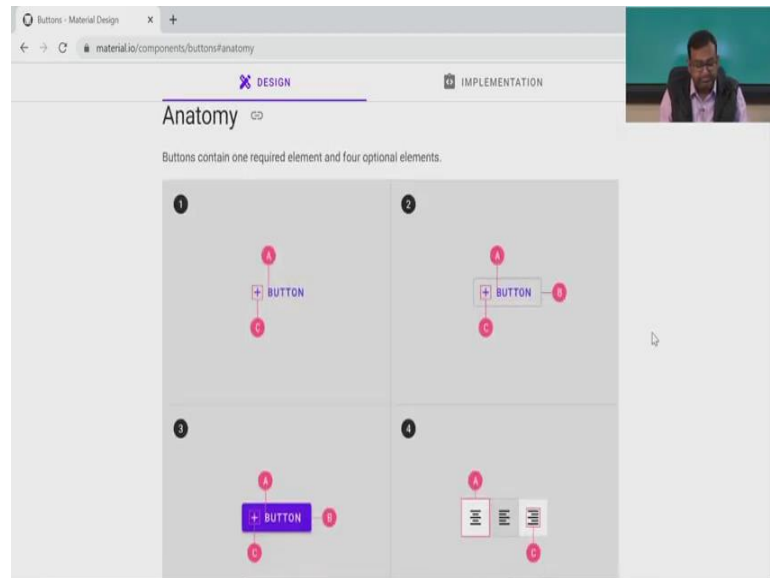 Buttons - Material Design
material.io/components/buttons#anatomy
DESIGN
IMPLEMENTATION
Anatomy
Buttons contain one required element and four optional elements.
1
2
A
A
+ BUTTON
+ BUTTON
B
C
C
3
4
A
A
+ BUTTON
B
C
C